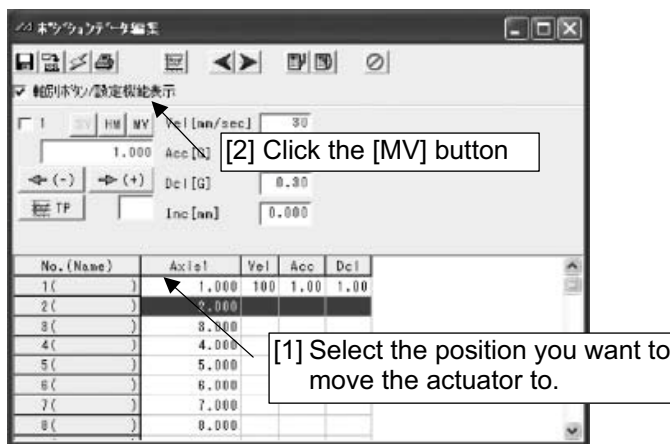 ポジションデータ編集
軸別ボタン/設定機能表示
1 SV HM MV Vel[mm/sec] 30
1.000 Acc[G]
[2] Click the [MV] button
(-) (+) Dcl[G] 0.30
TP Inc[mm] 0.000
No.(Name) Axis1 Vel Acc Dcl
1( ) 1.000 100 1.00 1.00
2( ) 2.000
3( ) 3.000
4( ) 4.000
5( ) 5.000
6( ) 6.000
7( ) 7.000
8( ) 8.000
[1] Select the position you want to
move the actuator to.